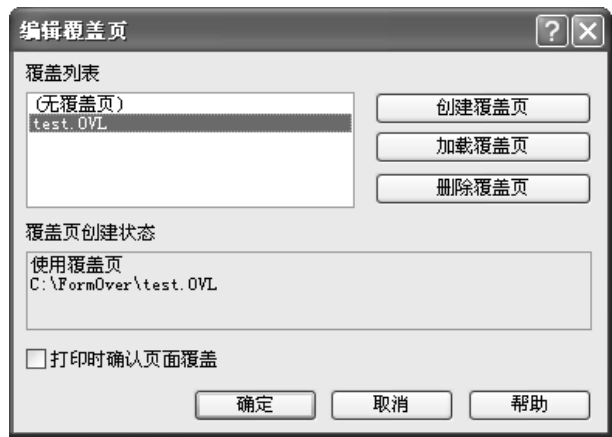 编辑覆盖页
覆盖列表
(无覆盖页)
test.OVL
创建覆盖页
加载覆盖页
删除覆盖页
覆盖页创建状态
使用覆盖页
C:\FormOver\test.OVL
打印时确认页面覆盖
确定 取消 帮助